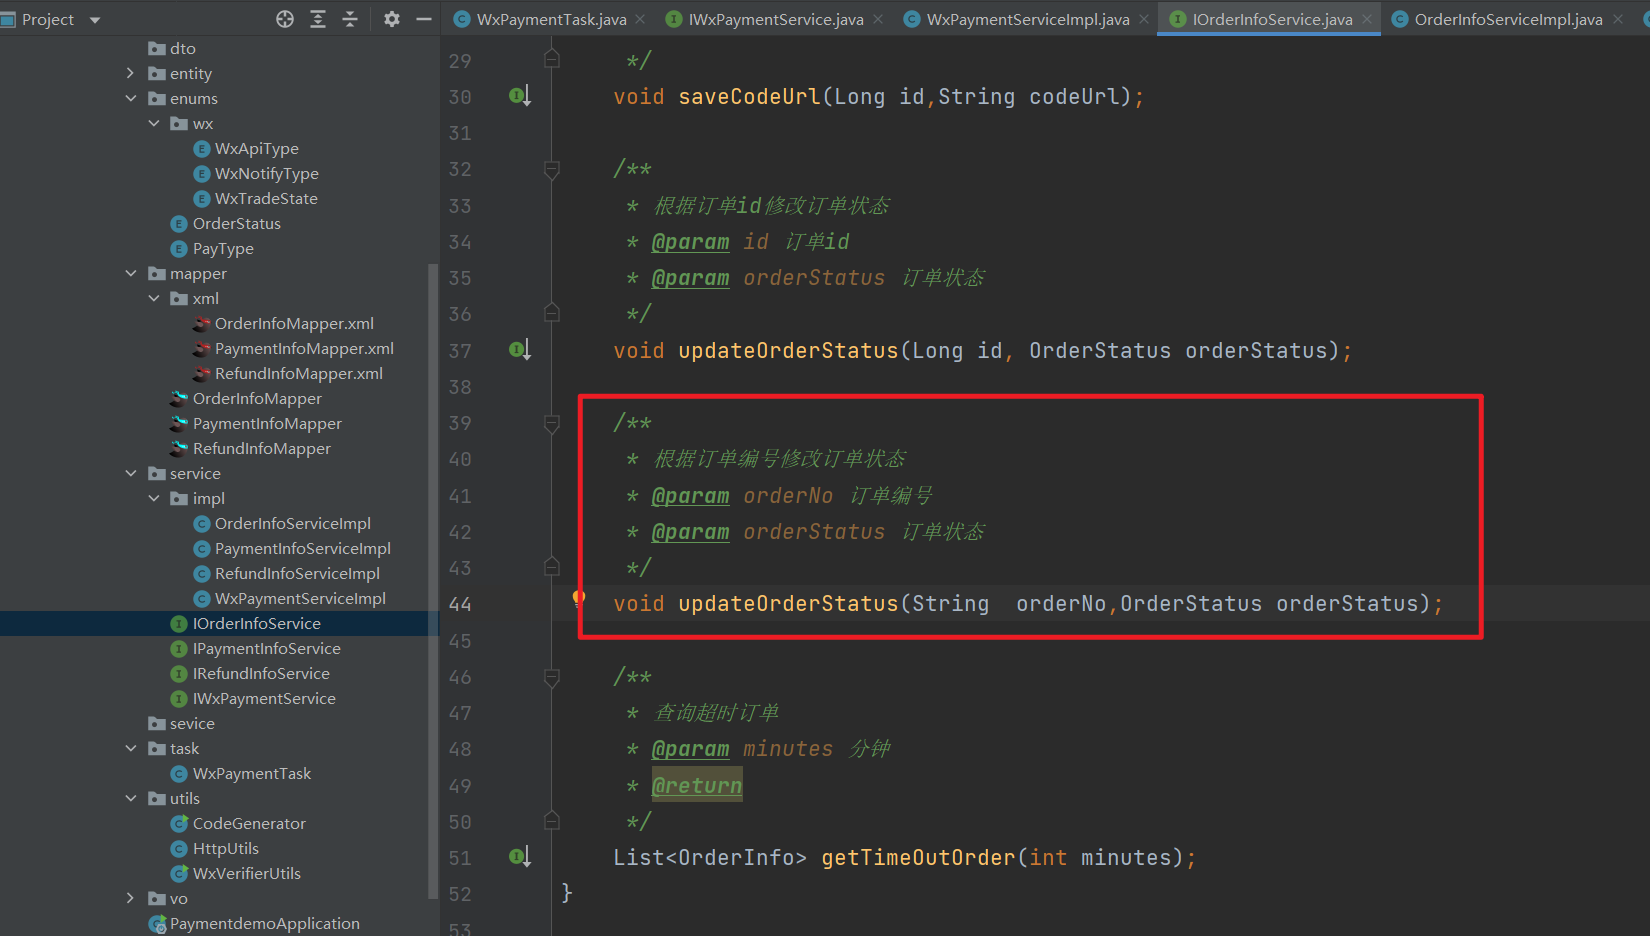 Project
WxPaymentTask.java
IWxPaymentService.java
WxPaymentServiceImpl.java
IOrderInfoService.java
OrderInfoServiceImpl.java
dto
entity
enums
wx
WxApiType
WxNotifyType
WxTradeState
OrderStatus
PayType
mapper
xml
OrderInfoMapper.xml
PaymentInfoMapper.xml
RefundInfoMapper.xml
OrderInfoMapper
PaymentInfoMapper
RefundInfoMapper
service
impl
OrderInfoServiceImpl
PaymentInfoServiceImpl
RefundInfoServiceImpl
WxPaymentServiceImpl
IOrderInfoService
IPaymentInfoService
IRefundInfoService
IWxPaymentService
sevice
task
WxPaymentTask
utils
CodeGenerator
HttpUtils
WxVerifierUtils
vo
PaymentdemoApplication
29 */
30 void saveCodeUrl(Long id,String codeUrl);
31
32 /**
33 * 根据订单id修改订单状态
34 * @param id 订单id
35 * @param orderStatus 订单状态
36 */
37 void updateOrderStatus(Long id, OrderStatus orderStatus);
38
39 /**
40 * 根据订单编号修改订单状态
41 * @param orderNo 订单编号
42 * @param orderStatus 订单状态
43 */
44 void updateOrderStatus(String  orderNo,OrderStatus orderStatus);
45
46 /**
47 * 查询超时订单
48 * @param minutes 分钟
49 * @return
50 */
51 List<OrderInfo> getTimeOutOrder(int minutes);
52 }
53